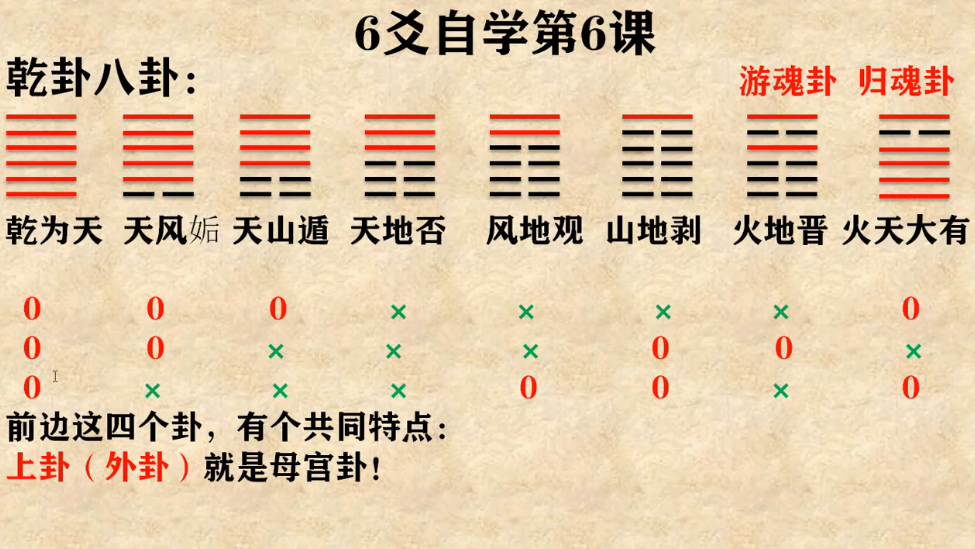 6爻自学第6课
乾卦八卦：
游魂卦 归魂卦
乾为天 天风姤 天山遁 天地否 风地观 山地剥 火地晋 火天大有
0 0 0 × × × × 0
0 0 × × × 0 0 ×
0 × × × 0 0 × 0
前边这四个卦，有个共同特点：
上卦（外卦）就是母宫卦！